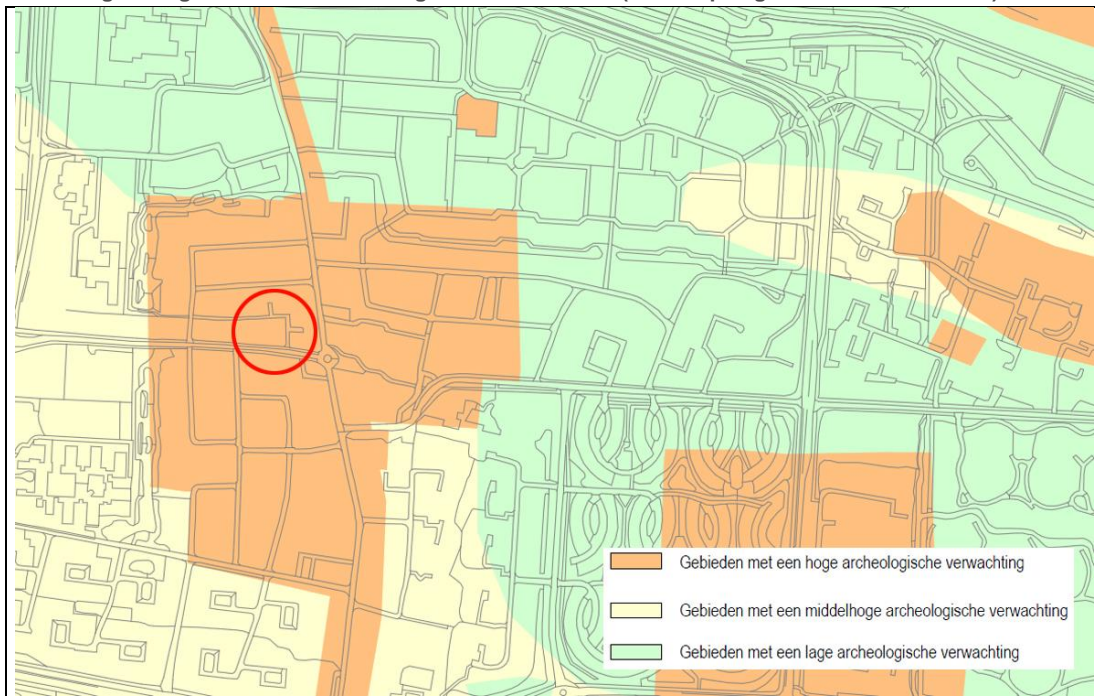 Gebieden met een hoge archeologische verwachting
Gebieden met een middelhoge archeologische verwachting
Gebieden met een lage archeologische verwachting